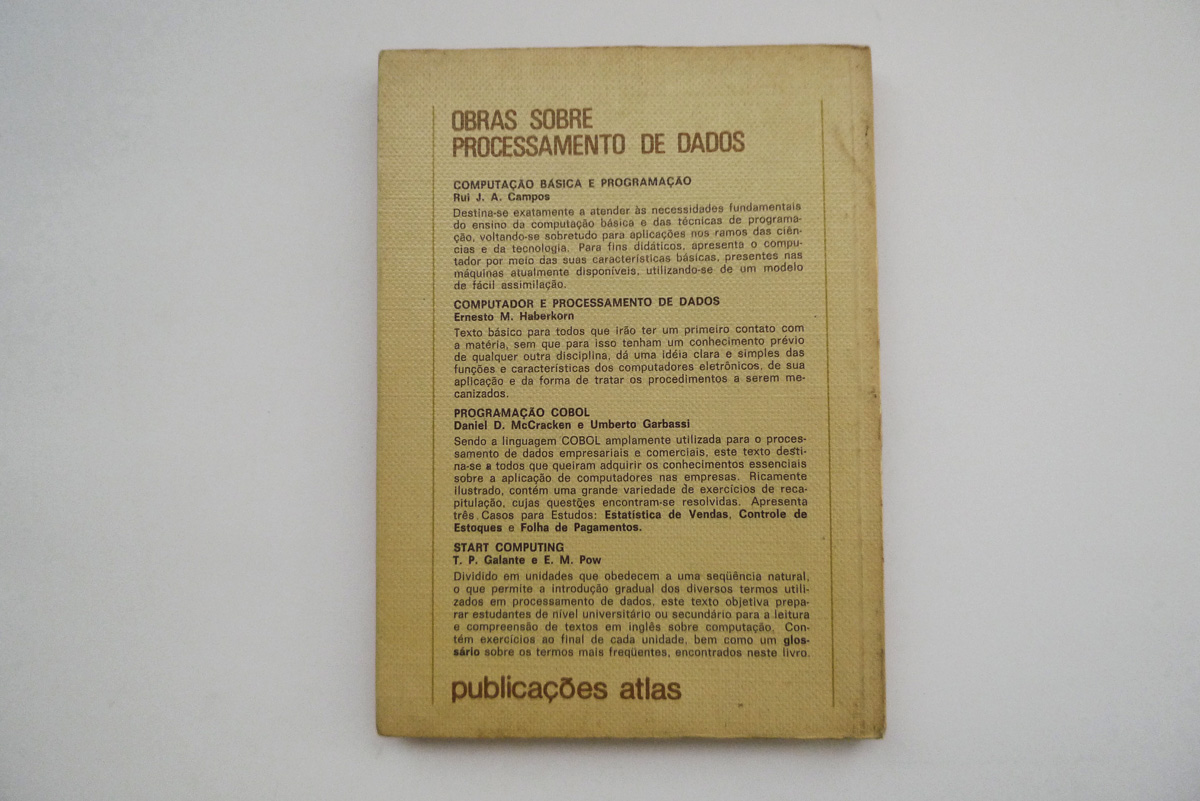 OBRAS SOBRE
PROCESSAMENTO DE DADOS
COMPUTAÇÃO BÁSICA E PROGRAMAÇÃO
Rui J. A. Campos
Destina-se exatamente a atender às necessidades fundamentais
do ensino da computação básica e das técnicas de programa-
ção, voltando-se sobretudo para aplicações nos ramos das ciên-
cias e da tecnologia. Para fins didáticos, apresenta o compu-
tador por meio das suas características básicas, presentes nas
máquinas atualmente disponíveis, utilizando-se de um modelo
de fácil assimilação.
COMPUTADOR E PROCESSAMENTO DE DADOS
Ernesto M. Haberkorn
Texto básico para todos que irão ter um primeiro contato com
a matéria, sem que para isso tenham um conhecimento prévio
de qualquer outra disciplina, dá uma idéia clara e simples das
funções e características dos computadores eletrônicos, de sua
aplicação e da forma de tratar os procedimentos a serem me-
canizados.
PROGRAMAÇÃO COBOL
Daniel D. McCracken e Umberto Garbassi
Sendo a linguagem COBOL amplamente utilizada para o proces-
samento de dados empresariais e comerciais, este texto desti-
na-se a todos que queiram adquirir os conhecimentos essenciais
sobre a aplicação de computadores nas empresas. Ricamente
ilustrado, contém uma grande variedade de exercícios de reca-
pitulação, cujas questões encontram-se resolvidas. Apresenta
três Casos para Estudos: Estatística de Vendas, Controle de
Estoques e Folha de Pagamentos.
START COMPUTING
T. P. Galante e E. M. Pow
Dividido em unidades que obedecem a uma seqüência natural,
o que permite a introdução gradual dos diversos termos utili-
zados em processamento de dados, este texto objetiva prepa-
rar estudantes de nível universitário ou secundário para a leitura
e compreensão de textos em inglês sobre computação. Con-
tém exercícios ao final de cada unidade, bem como um glos-
sário sobre os termos mais freqüentes, encontrados neste livro.
publicações atlas